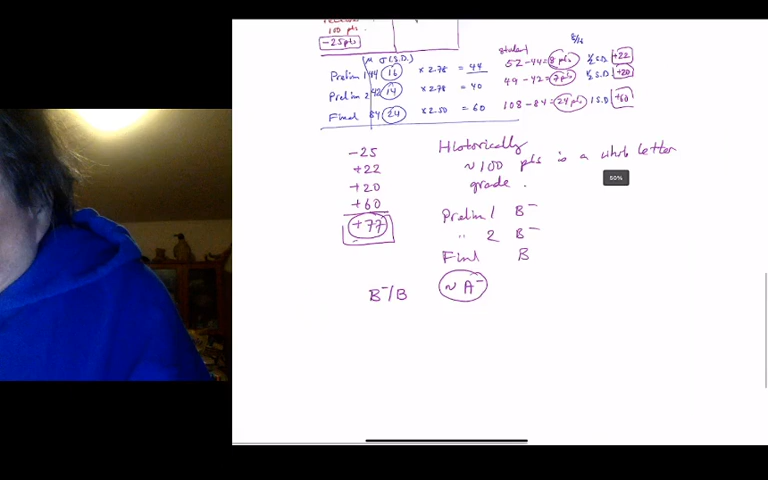 100 pts.
-25pts
μ σ (S.D.)
student
Prelim 1 44 16 × 2.78 = 44 52-44 = 8 pts ½ S.D +22
Prelim 2 42 14 × 2.78 = 40 49-42 = 7 pts ½ S.D +20
Final 84 24 × 2.50 = 60 108-84 = 24 pts 1 S.D +60
-25
+22
+20
+60
+77
Historically
~100 pts is a whole letter
grade.
50%
Prelim 1 B-
" 2 B-
Final B
B-/B ~A-